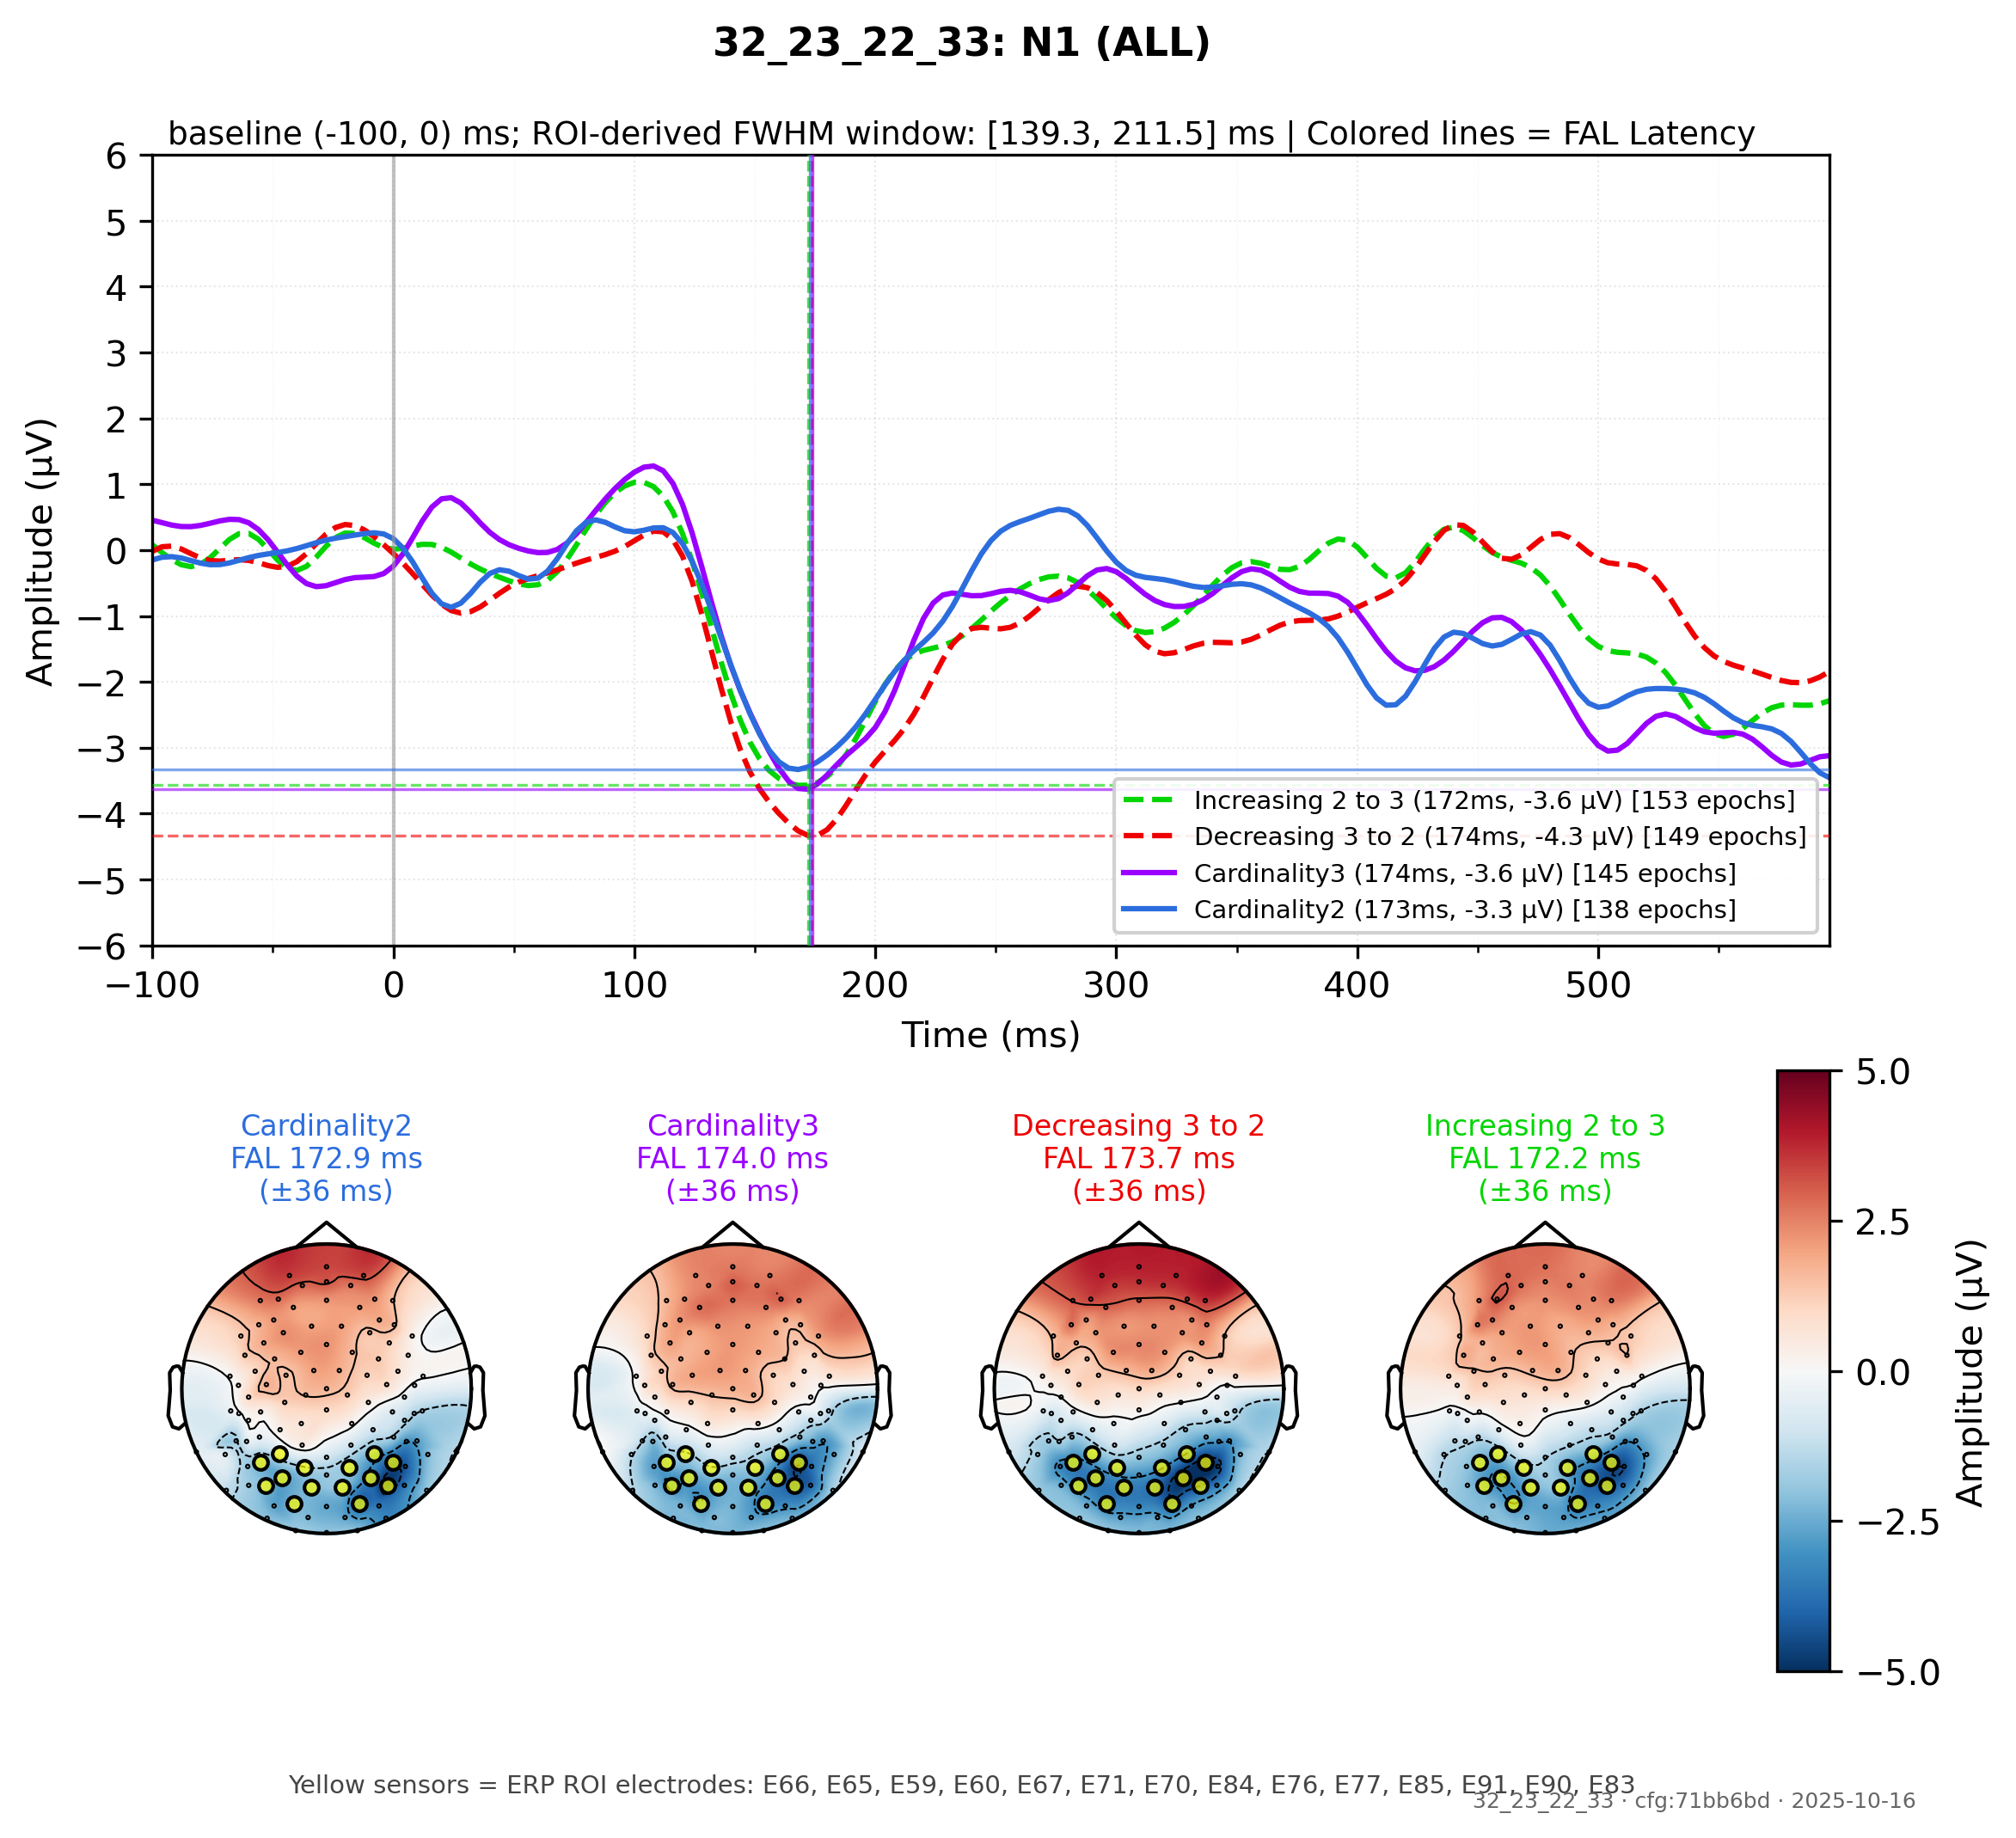 32_23_22_33: N1 (ALL)
baseline (-100, 0) ms; ROI-derived FWHM window: [139.3, 211.5] ms | Colored lines = FAL Latency
6
5
4
3
2
1
0
−1
−2
−3
−4
−5
−6
Amplitude (µV)
−100
0
100
200
300
400
500
Time (ms)
Increasing 2 to 3 (172ms, -3.6 µV) [153 epochs]
Decreasing 3 to 2 (174ms, -4.3 µV) [149 epochs]
Cardinality3 (174ms, -3.6 µV) [145 epochs]
Cardinality2 (173ms, -3.3 µV) [138 epochs]
Cardinality2
FAL 172.9 ms
(±36 ms)
Cardinality3
FAL 174.0 ms
(±36 ms)
Decreasing 3 to 2
FAL 173.7 ms
(±36 ms)
Increasing 2 to 3
FAL 172.2 ms
(±36 ms)
5.0
2.5
0.0
−2.5
−5.0
Amplitude (µV)
Yellow sensors = ERP ROI electrodes: E66, E65, E59, E60, E67, E71, E70, E84, E76, E77, E85, E91, E90, E83
32_23_22_33 · cfg:71bb6bd · 2025-10-16